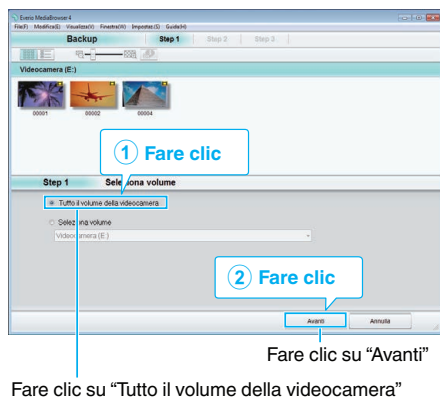 Everio MediaBrowser 4
File(F) Modifica(E) Visualizza(V) Finestra(W) Impostaz.(S) Guida(H)
Backup Step 1 Step 2 Step 3
Videocamera (E:)
00001 00002 00004
1 Fare clic
Step 1 Seleziona volume
Tutto il volume della videocamera
Seleziona volume
Videocamera (E:)
2 Fare clic
Avanti Annulla
Fare clic su “Avanti”
Fare clic su “Tutto il volume della videocamera”